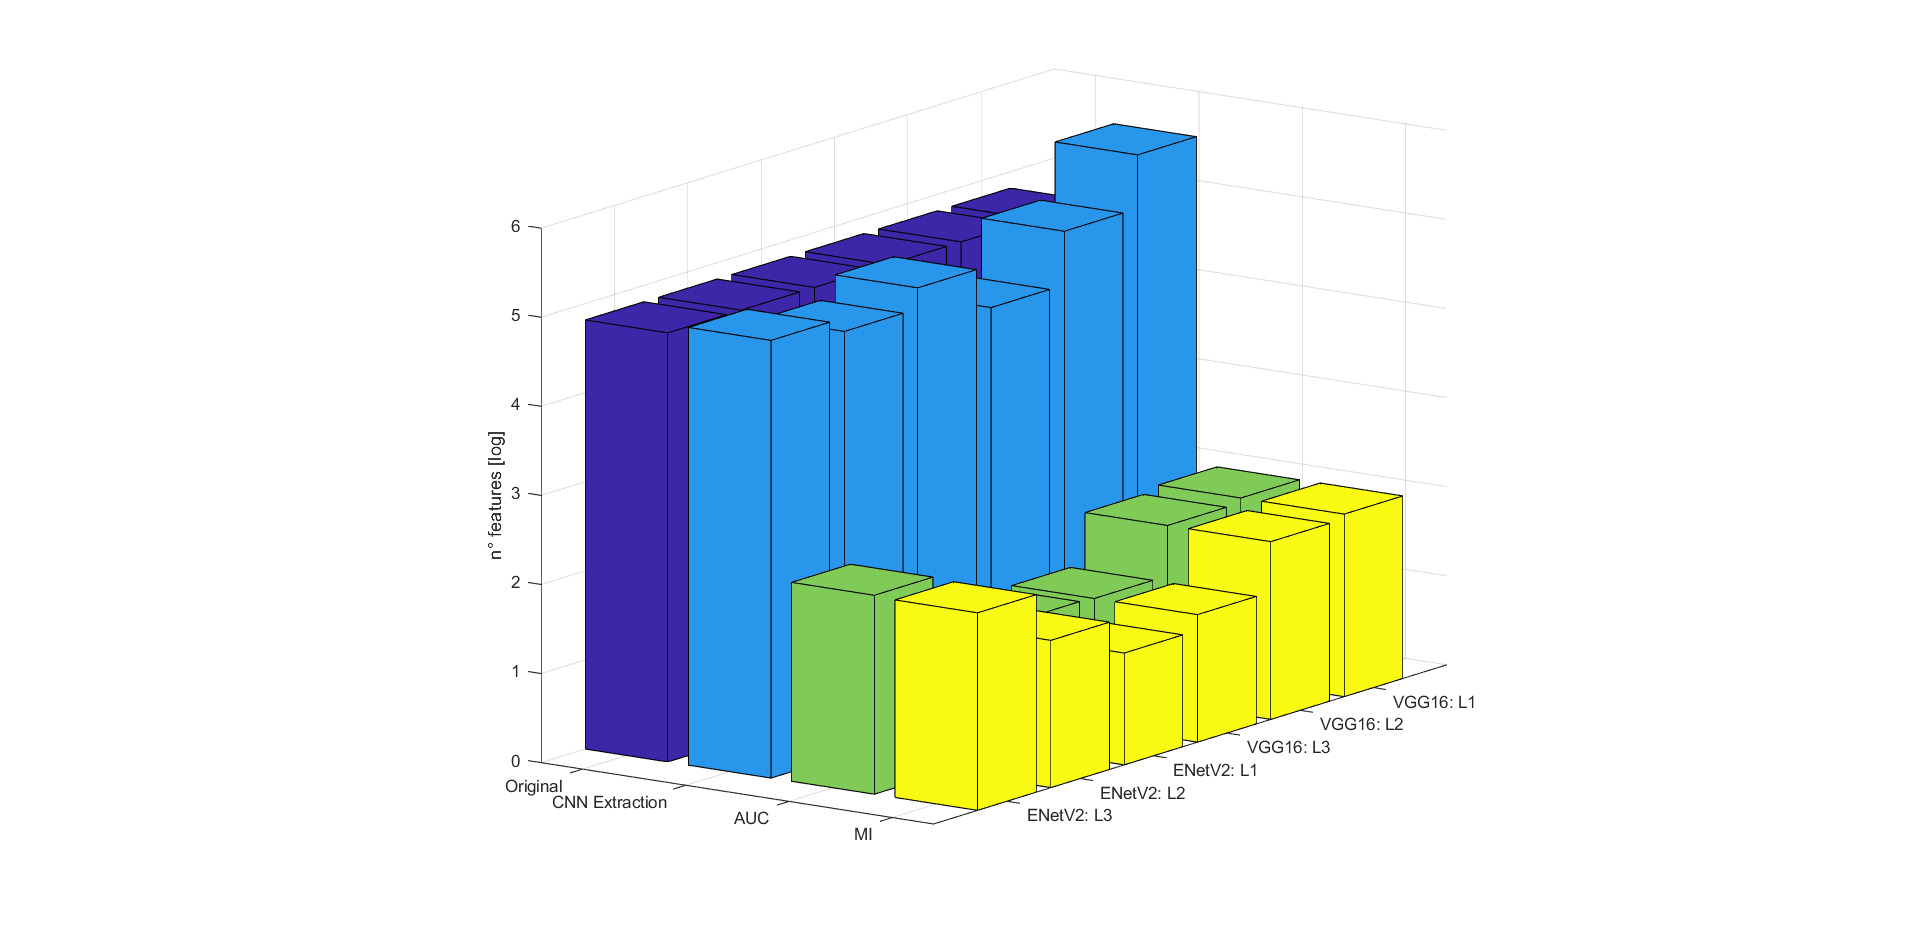 6
5
4
3
2
1
0
n° features [log]
Original
CNN Extraction
AUC
MI
ENetV2: L3
ENetV2: L2
ENetV2: L1
VGG16: L3
VGG16: L2
VGG16: L1